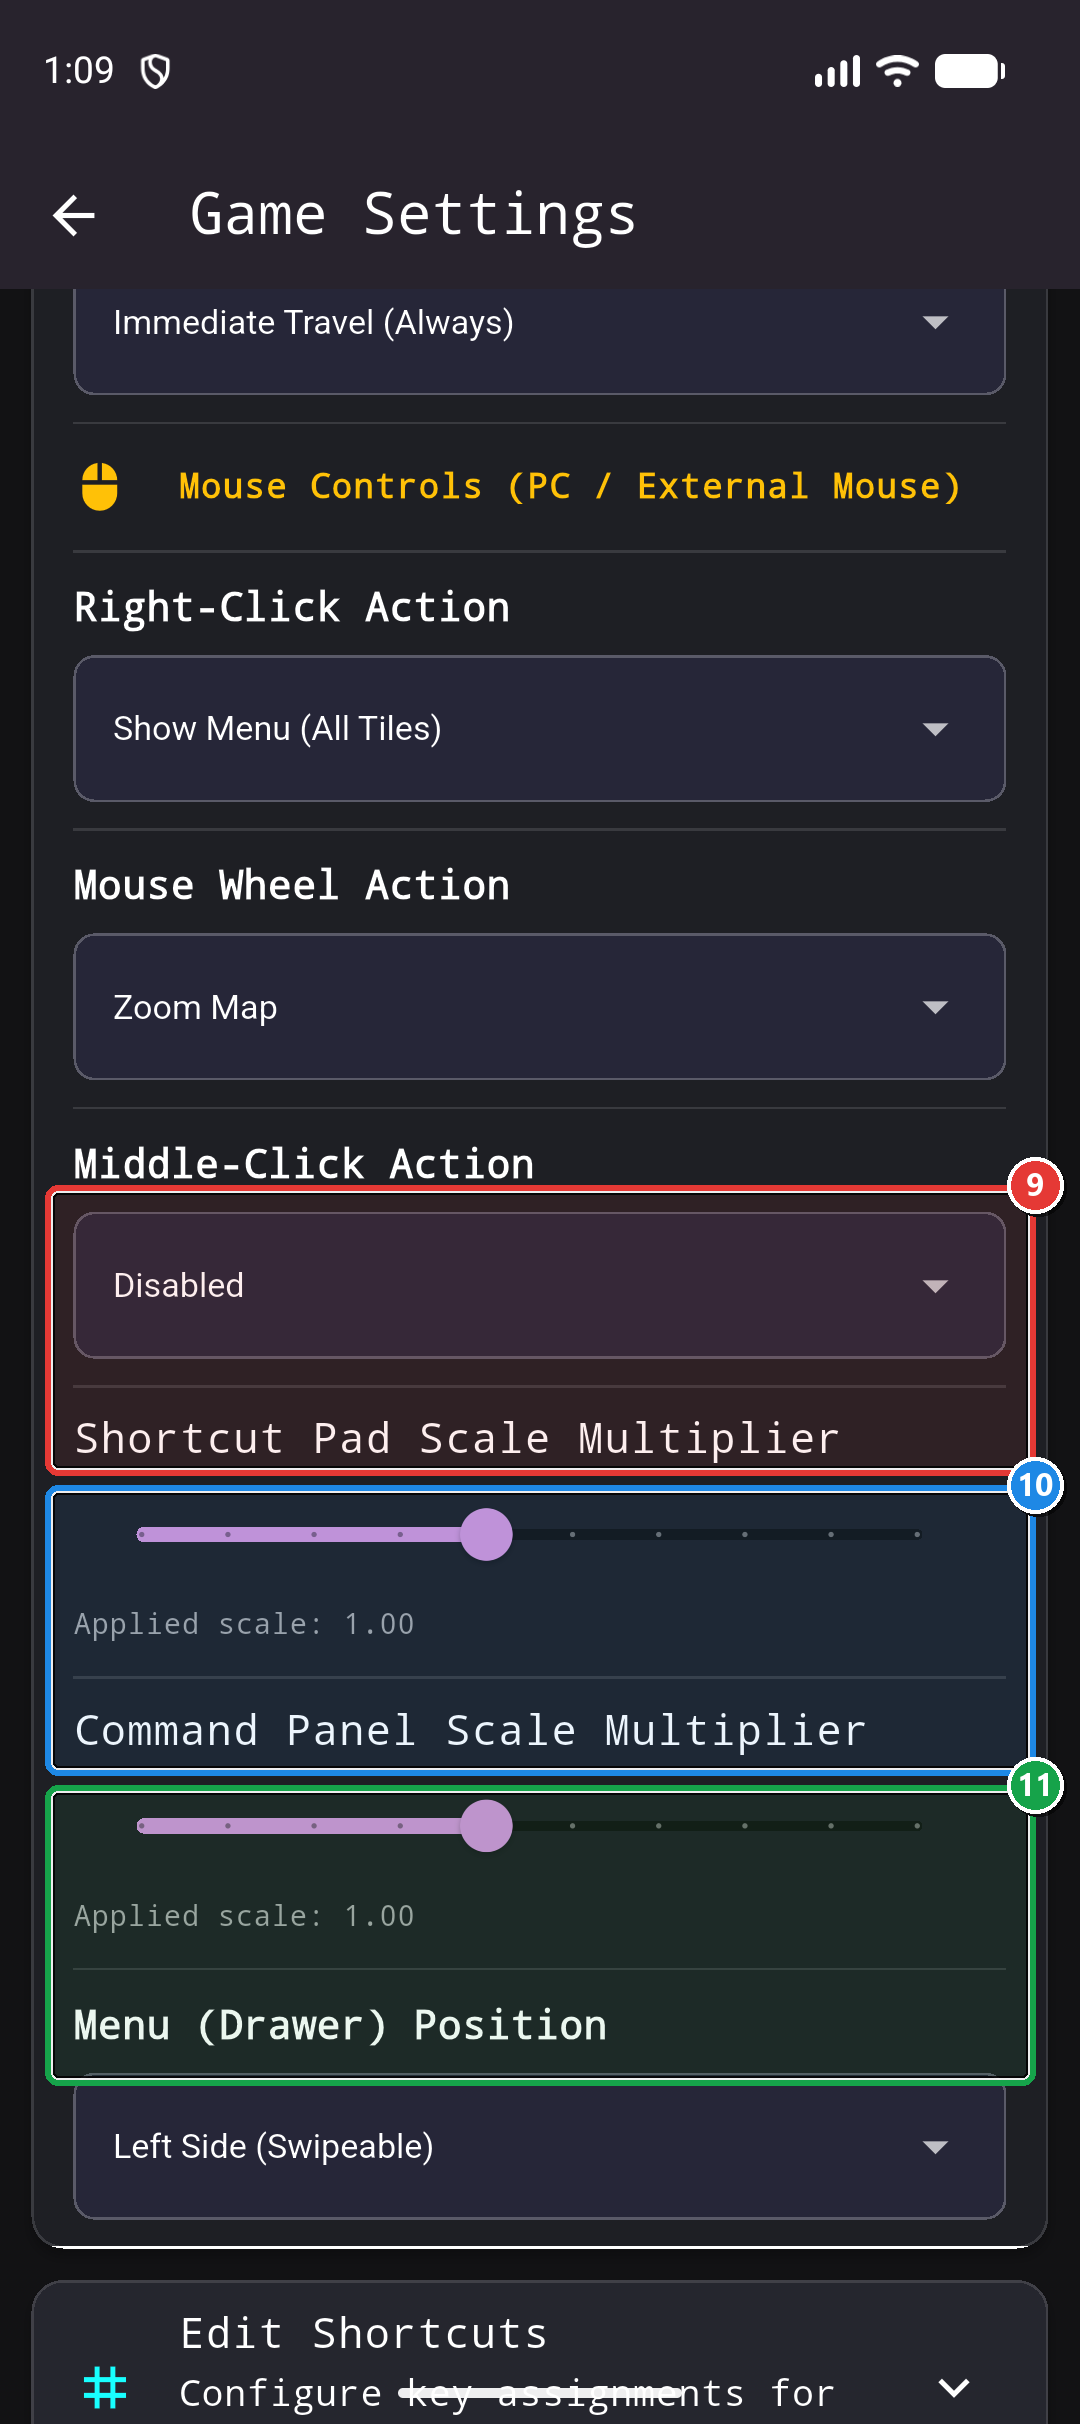 1:09
Game Settings
Immediate Travel (Always)
Mouse Controls (PC / External Mouse)
Right-Click Action
Show Menu (All Tiles)
Mouse Wheel Action
Zoom Map
Middle-Click Action
9
Disabled
Shortcut Pad Scale Multiplier
10
Applied scale: 1.00
Command Panel Scale Multiplier
11
Applied scale: 1.00
Menu (Drawer) Position
Left Side (Swipeable)
Edit Shortcuts
Configure key assignments for